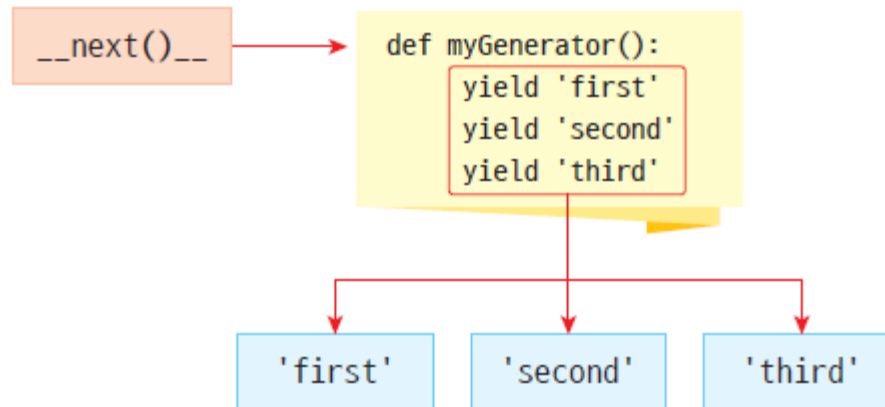 __next()__
def myGenerator():
yield 'first'
yield 'second'
yield 'third'
'first'
'second'
'third'